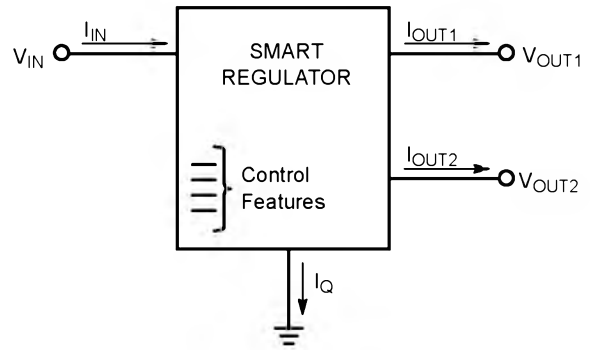 I_IN
V_IN
SMART
REGULATOR
I_OUT1
V_OUT1
I_OUT2
V_OUT2
Control
Features
I_Q